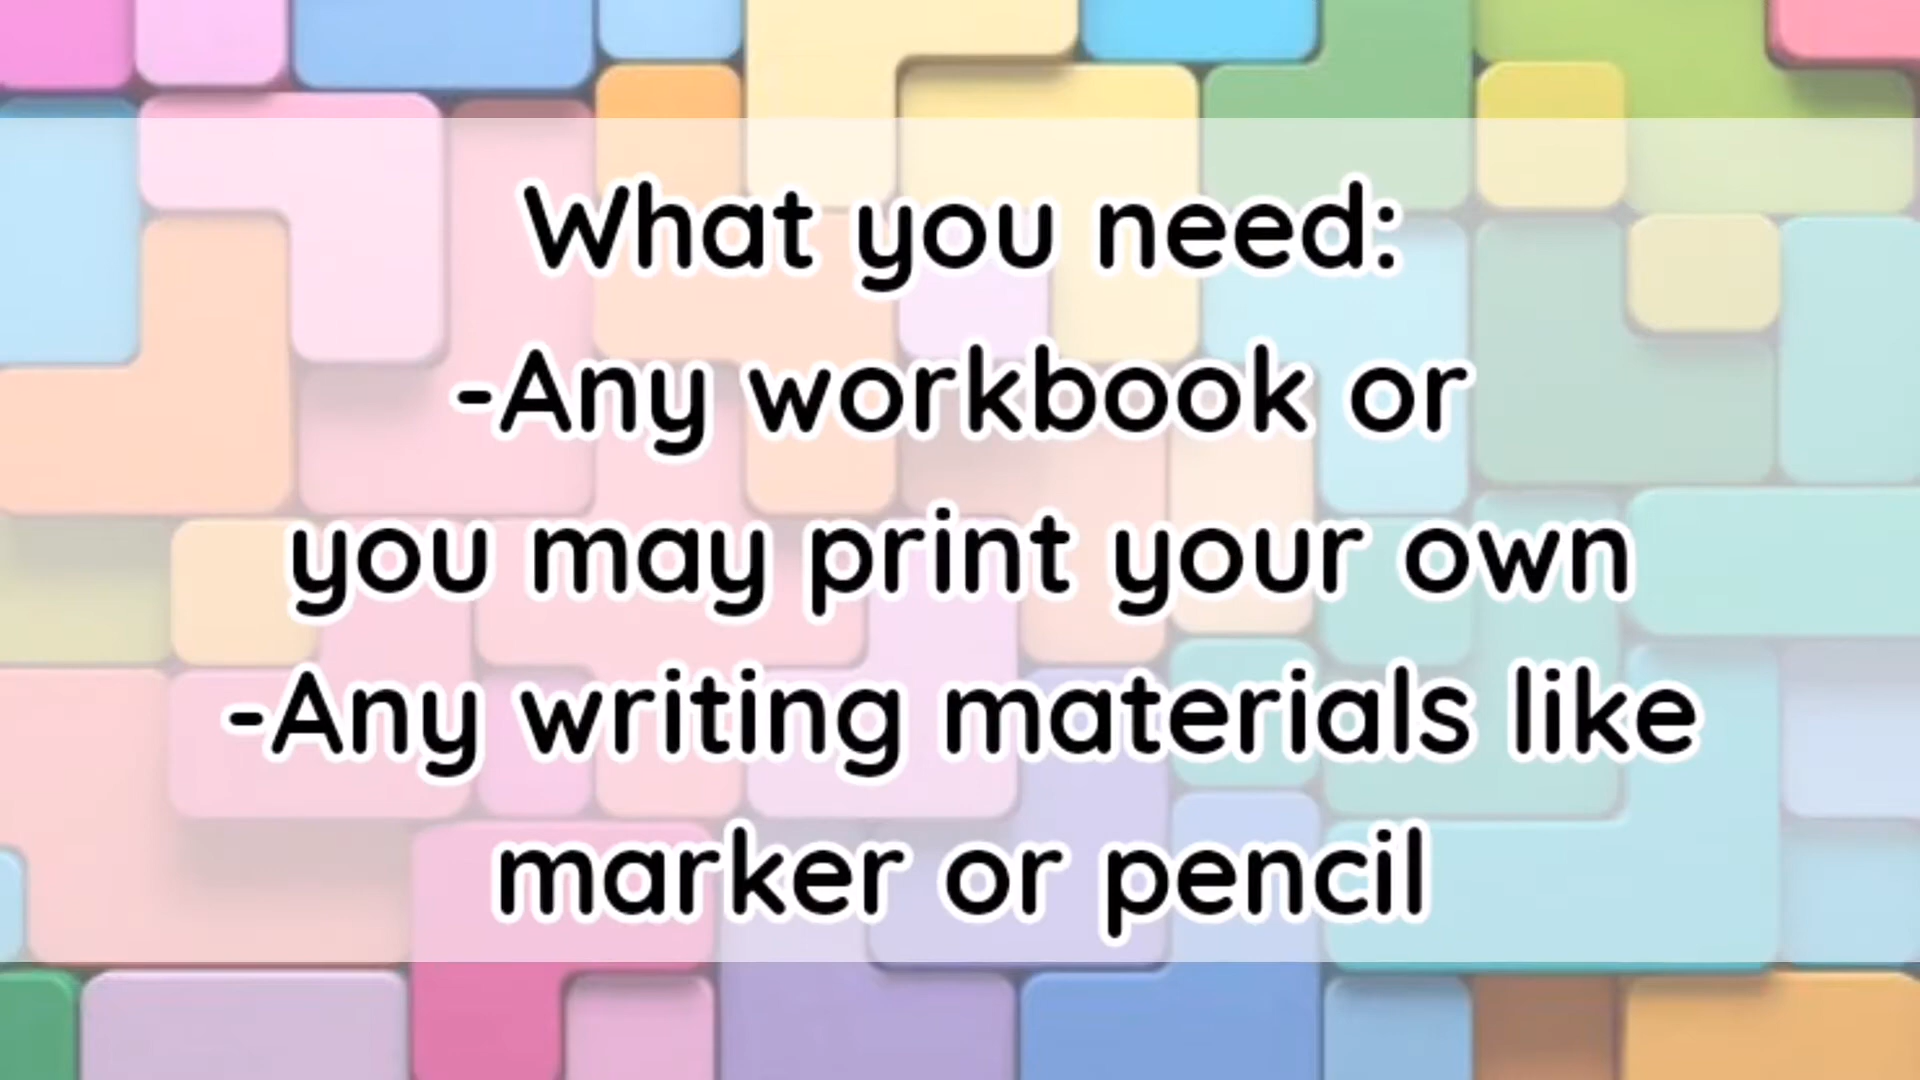 What you need:
-Any workbook or
you may print your own
-Any writing materials like
marker or pencil